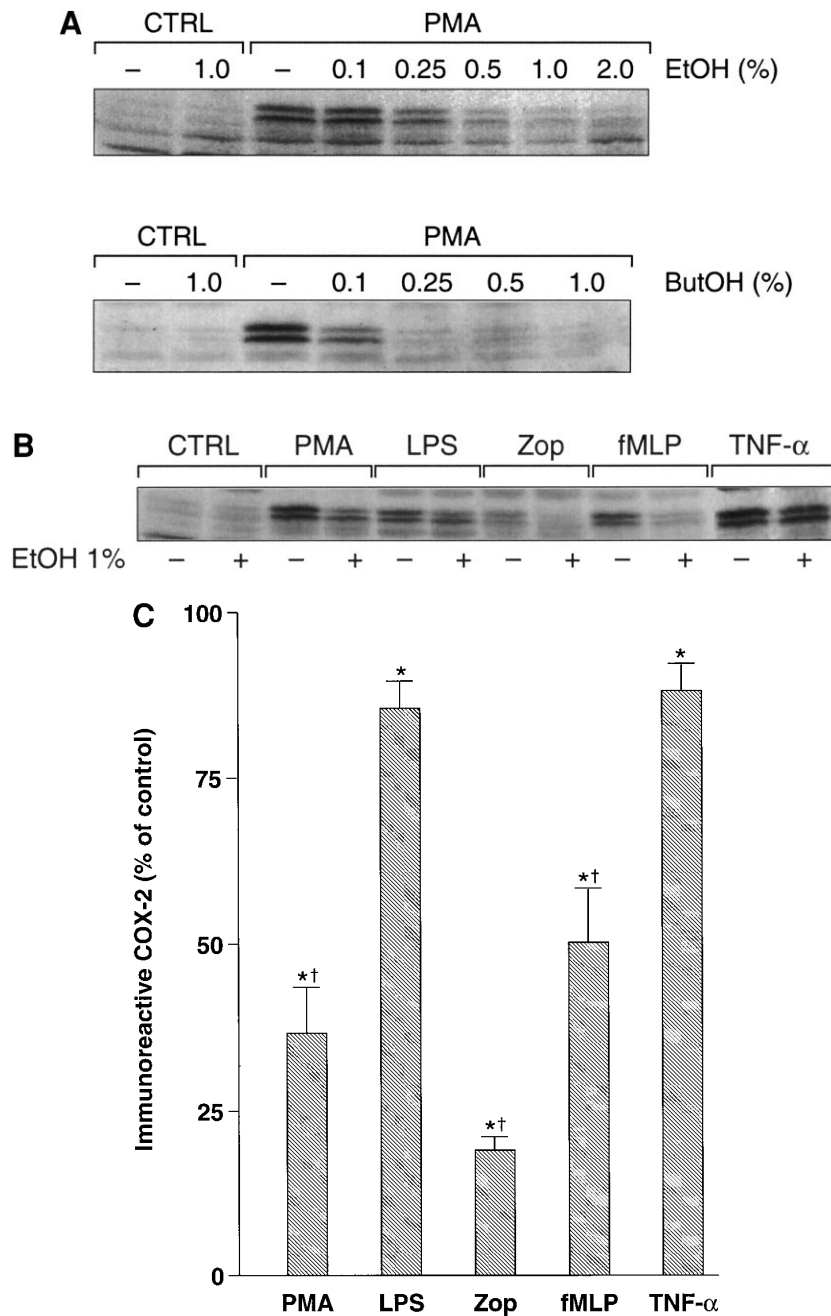 A
CTRL PMA
– 1.0 – 0.1 0.25 0.5 1.0 2.0 EtOH (%)
CTRL PMA
– 1.0 – 0.1 0.25 0.5 1.0 ButOH (%)
B
CTRL PMA LPS Zop fMLP TNF-α
EtOH 1% – + – + – + – + – + – +
C
Immunoreactive COX-2 (% of control)
100
75
50
25
0
*†
*
*†
*†
*
PMA LPS Zop fMLP TNF-α